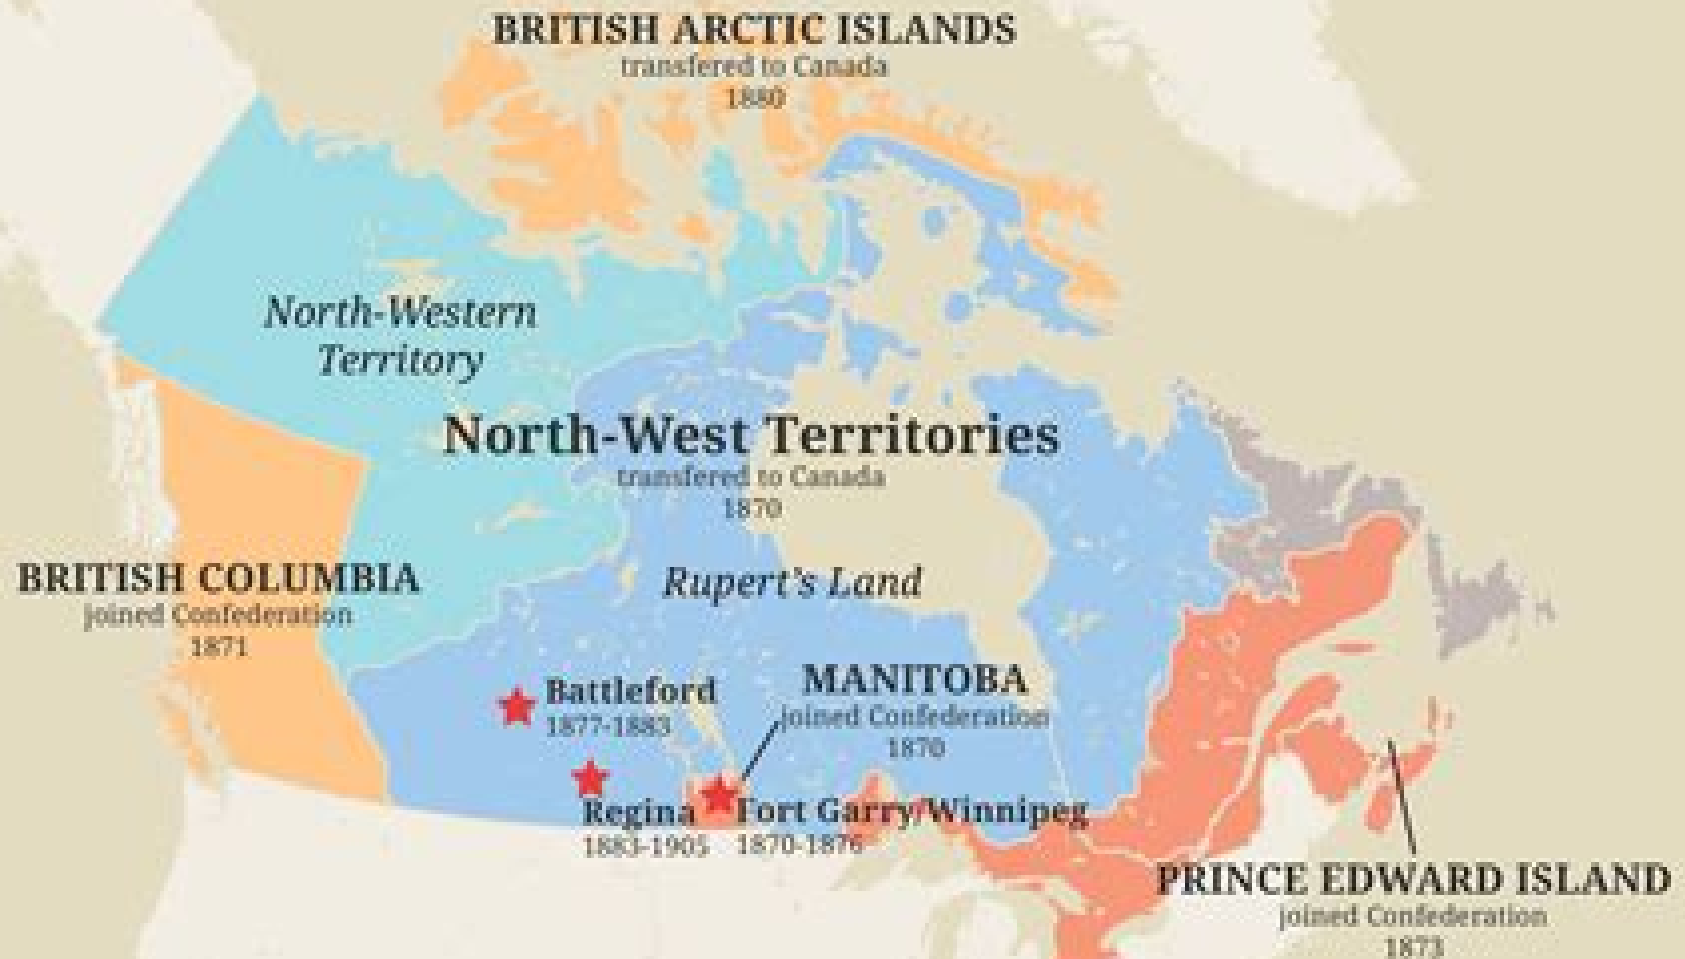 BRITISH ARCTIC ISLANDS
transfered to Canada
1880
North-Western
Territory
North-West Territories
transfered to Canada
1870
BRITISH COLUMBIA
joined Confederation
1871
Rupert's Land
Battleford
1877-1883
MANITOBA
joined Confederation
1870
Regina
1883-1905
Fort Garry/Winnipeg
1870-1876
PRINCE EDWARD ISLAND
joined Confederation
1873